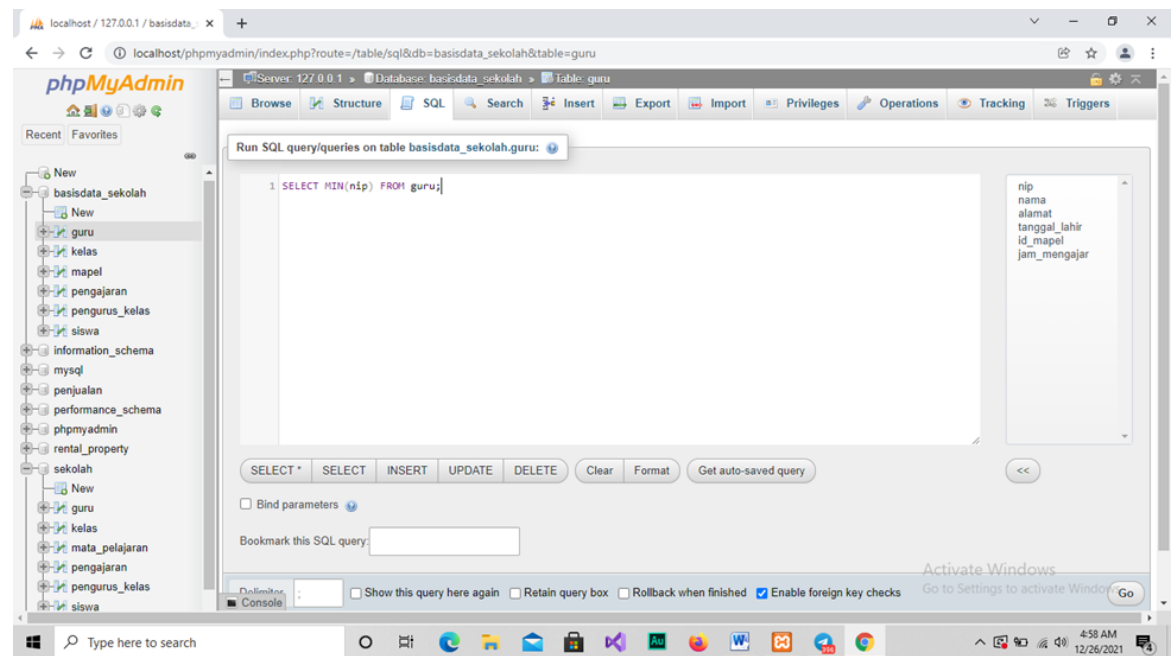 localhost / 127.0.0.1 / basisdata_s
localhost/phpmyadmin/index.php?route=/table/sql&db=basisdata_sekolah&table=guru
phpMyAdmin
Recent Favorites
New
basisdata_sekolah
New
guru
kelas
mapel
pengajaran
pengurus_kelas
siswa
information_schema
mysql
penjualan
performance_schema
phpmyadmin
rental_property
sekolah
New
guru
kelas
mata_pelajaran
pengajaran
pengurus_kelas
siswa
Server: 127.0.0.1 » Database: basisdata_sekolah » Table: guru
Browse Structure SQL Search Insert Export Import Privileges Operations Tracking Triggers
Run SQL query/queries on table basisdata_sekolah.guru:
1 SELECT MIN(nip) FROM guru;
nip
nama
alamat
tanggal_lahir
id_mapel
jam_mengajar
SELECT * SELECT INSERT UPDATE DELETE Clear Format Get auto-saved query <<
Bind parameters
Bookmark this SQL query:
Activate Windows
Go to Settings to activate Windows.
Delimiter ; Show this query here again Retain query box Rollback when finished Enable foreign key checks Go
Console
Type here to search
4:58 AM
12/26/2021